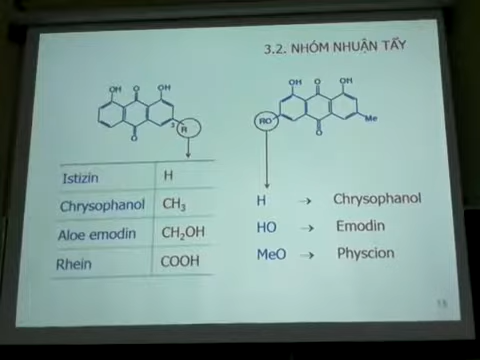 3.2. NHÓM NHUẬN TẨY
OH O OH
O
3
R
OH O OH
RO
Me
O
Istizin H
Chrysophanol CH₃
Aloe emodin CH₂OH
Rhein COOH
H → Chrysophanol
HO → Emodin
MeO → Physcion